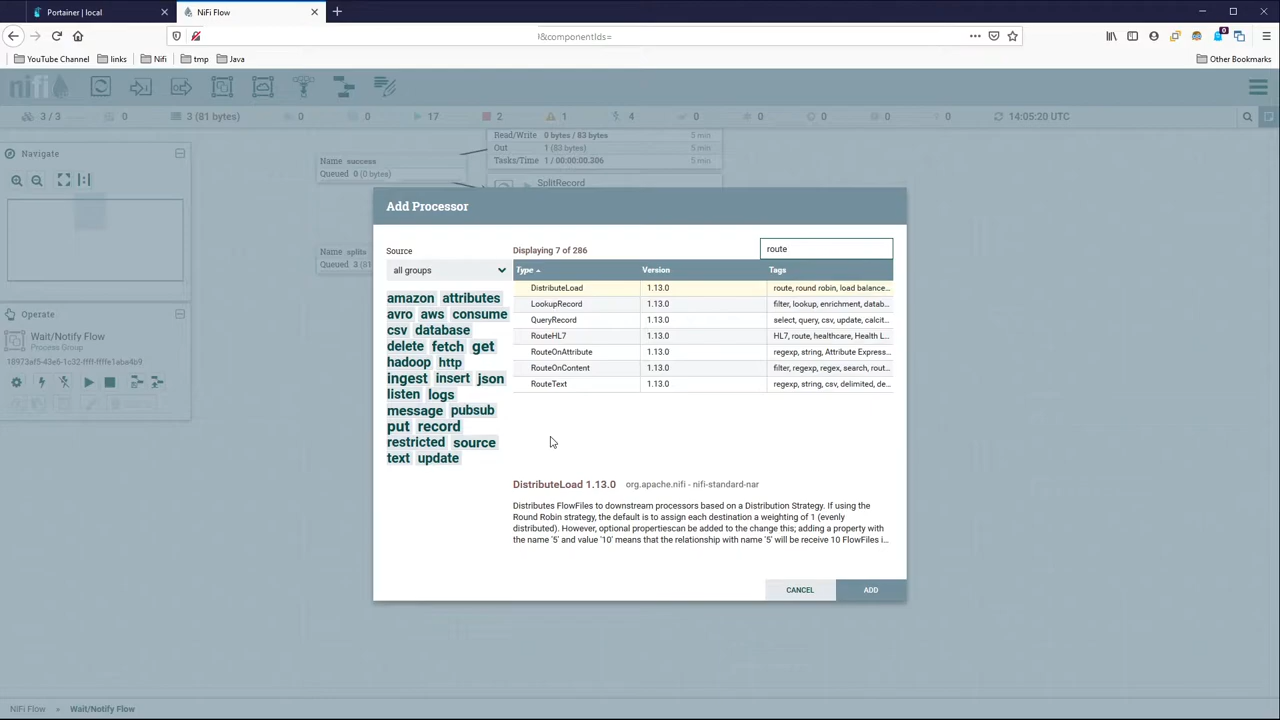 Portainer | local
NiFi Flow
!&componentIds=
YouTube Channel
links
Nifi
tmp
Java
Other Bookmarks
nifi
3 / 3
0
3 (81 bytes)
0
0
17
2
1
4
0
0
0
0
0
14:05:20 UTC
Navigate
Operate
Wait/Notify Flow
Process Group
Name success
Queued 0 (0 bytes)
Read/Write 0 bytes / 83 bytes 5 min
Out 1 (83 bytes) 5 min
Tasks/Time 1 / 00:00:00.306 5 min
SplitRecord
Name splits
Queued 3 (81
Add Processor
Source
all groups
Displaying 7 of 286
route
amazon attributes
avro aws consume
csv database
delete fetch get
hadoop http
ingest insert json
listen logs
message pubsub
put record
restricted source
text update
Type Version Tags
DistributeLoad 1.13.0 route, round robin, load balance...
LookupRecord 1.13.0 filter, lookup, enrichment, datab...
QueryRecord 1.13.0 select, query, csv, update, calcit...
RouteHL7 1.13.0 HL7, route, healthcare, Health L...
RouteOnAttribute 1.13.0 regexp, string, Attribute Express...
RouteOnContent 1.13.0 filter, regexp, regex, search, rout...
RouteText 1.13.0 regexp, string, csv, delimited, de...
DistributeLoad 1.13.0 org.apache.nifi - nifi-standard-nar
Distributes FlowFiles to downstream processors based on a Distribution Strategy. If using the
Round Robin strategy, the default is to assign each destination a weighting of 1 (evenly
distributed). However, optional propertiescan be added to the change this; adding a property with
the name '5' and value '10' means that the relationship with name '5' will be receive 10 FlowFiles i...
CANCEL
ADD
NiFi Flow » Wait/Notify Flow